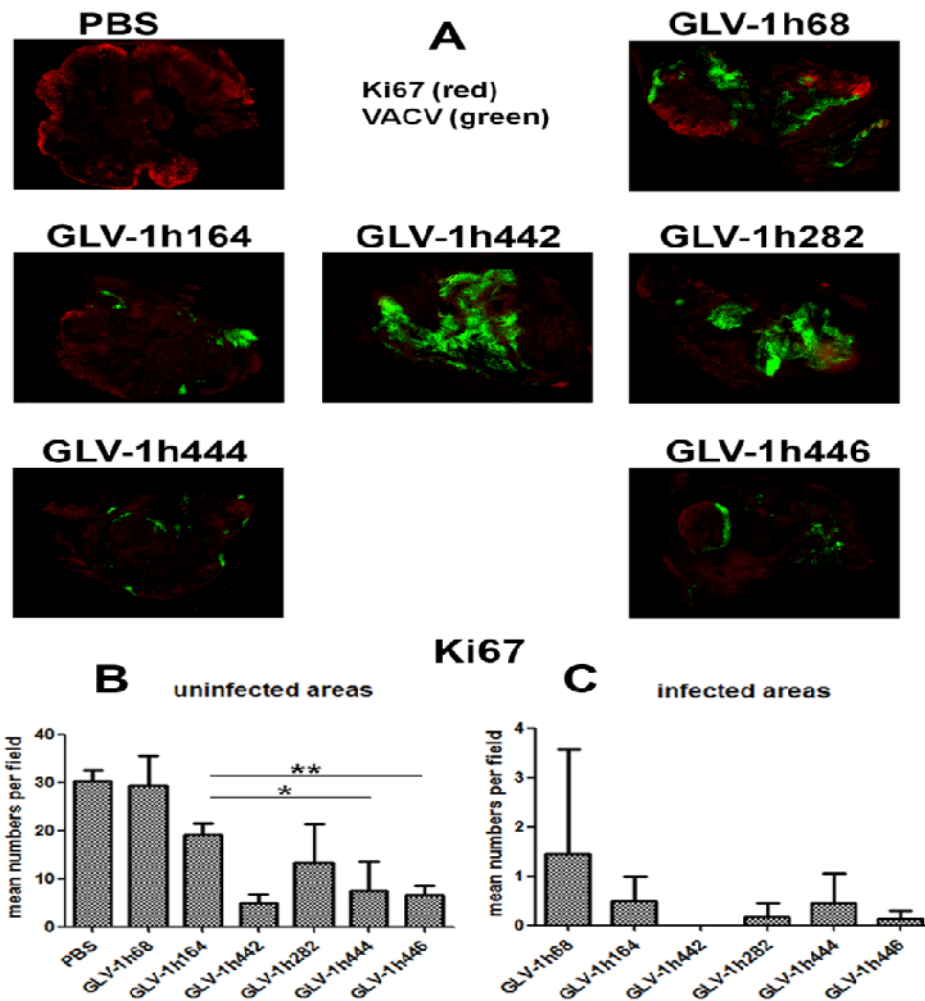 PBS
A
GLV-1h68
Ki67 (red)
VACV (green)
GLV-1h164
GLV-1h442
GLV-1h282
GLV-1h444
GLV-1h446
Ki67
B
uninfected areas
mean numbers per field
40
30
20
10
0
**
*
PBS
GLV-1h68
GLV-1h164
GLV-1h442
GLV-1h282
GLV-1h444
GLV-1h446
C
infected areas
mean numbers per field
4
3
2
1
0
GLV-1h68
GLV-1h164
GLV-1h442
GLV-1h282
GLV-1h444
GLV-1h446